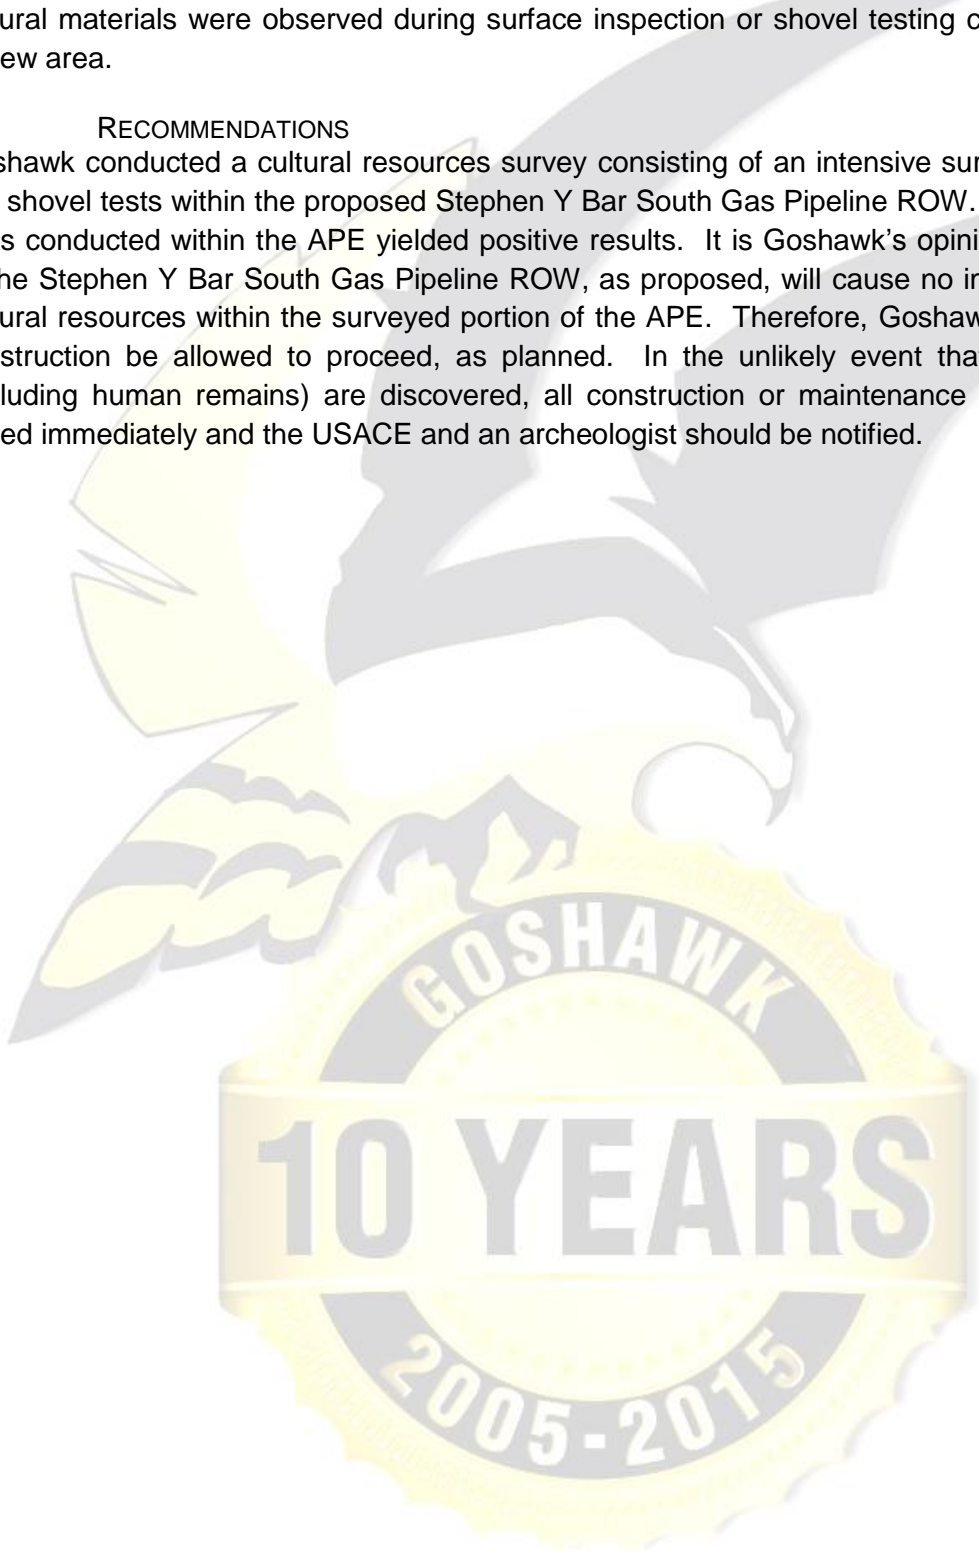 ural materials were observed during surface inspection or shovel testing c
ew area.
RECOMMENDATIONS
shawk conducted a cultural resources survey consisting of an intensive sur
shovel tests within the proposed Stephen Y Bar South Gas Pipeline ROW.
s conducted within the APE yielded positive results. It is Goshawk's opini
he Stephen Y Bar South Gas Pipeline ROW, as proposed, will cause no in
ural resources within the surveyed portion of the APE. Therefore, Goshaw
struction be allowed to proceed, as planned. In the unlikely event that
luding human remains) are discovered, all construction or maintenance
ed immediately and the USACE and an archeologist should be notified.
GOSHAWK
10 YEARS
2005-2015